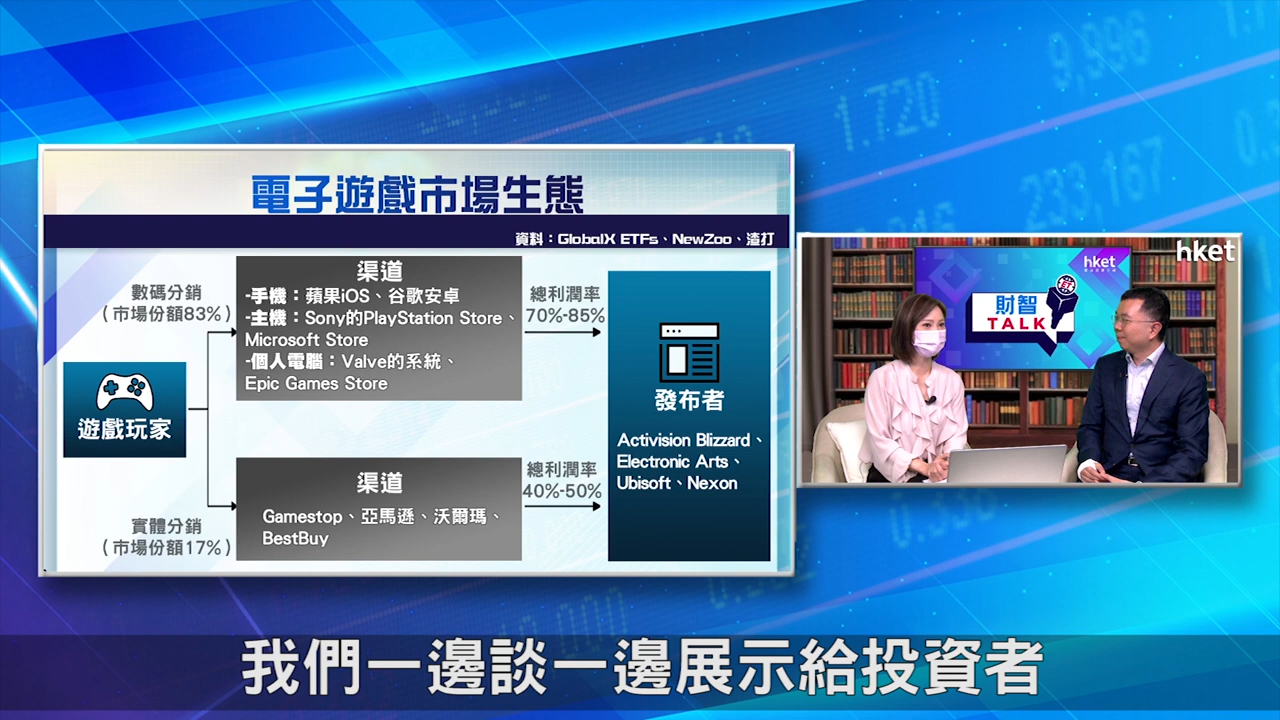 電子遊戲市場生態
資料：GlobalX ETFs、NewZoo、渣打
數碼分銷
（市場份額83%）
渠道
-手機：蘋果iOS、谷歌安卓
-主機：Sony的PlayStation Store、
Microsoft Store
-個人電腦：Valve的系統、
Epic Games Store
總利潤率
70%-85%
遊戲玩家
發布者
Activision Blizzard、
Electronic Arts、
Ubisoft、Nexon
實體分銷
（市場份額17%）
渠道
Gamestop、亞馬遜、沃爾瑪、
BestBuy
總利潤率
40%-50%
hket
hket
財智
TALK
9,996
1.720
233,167
我們一邊談一邊展示給投資者